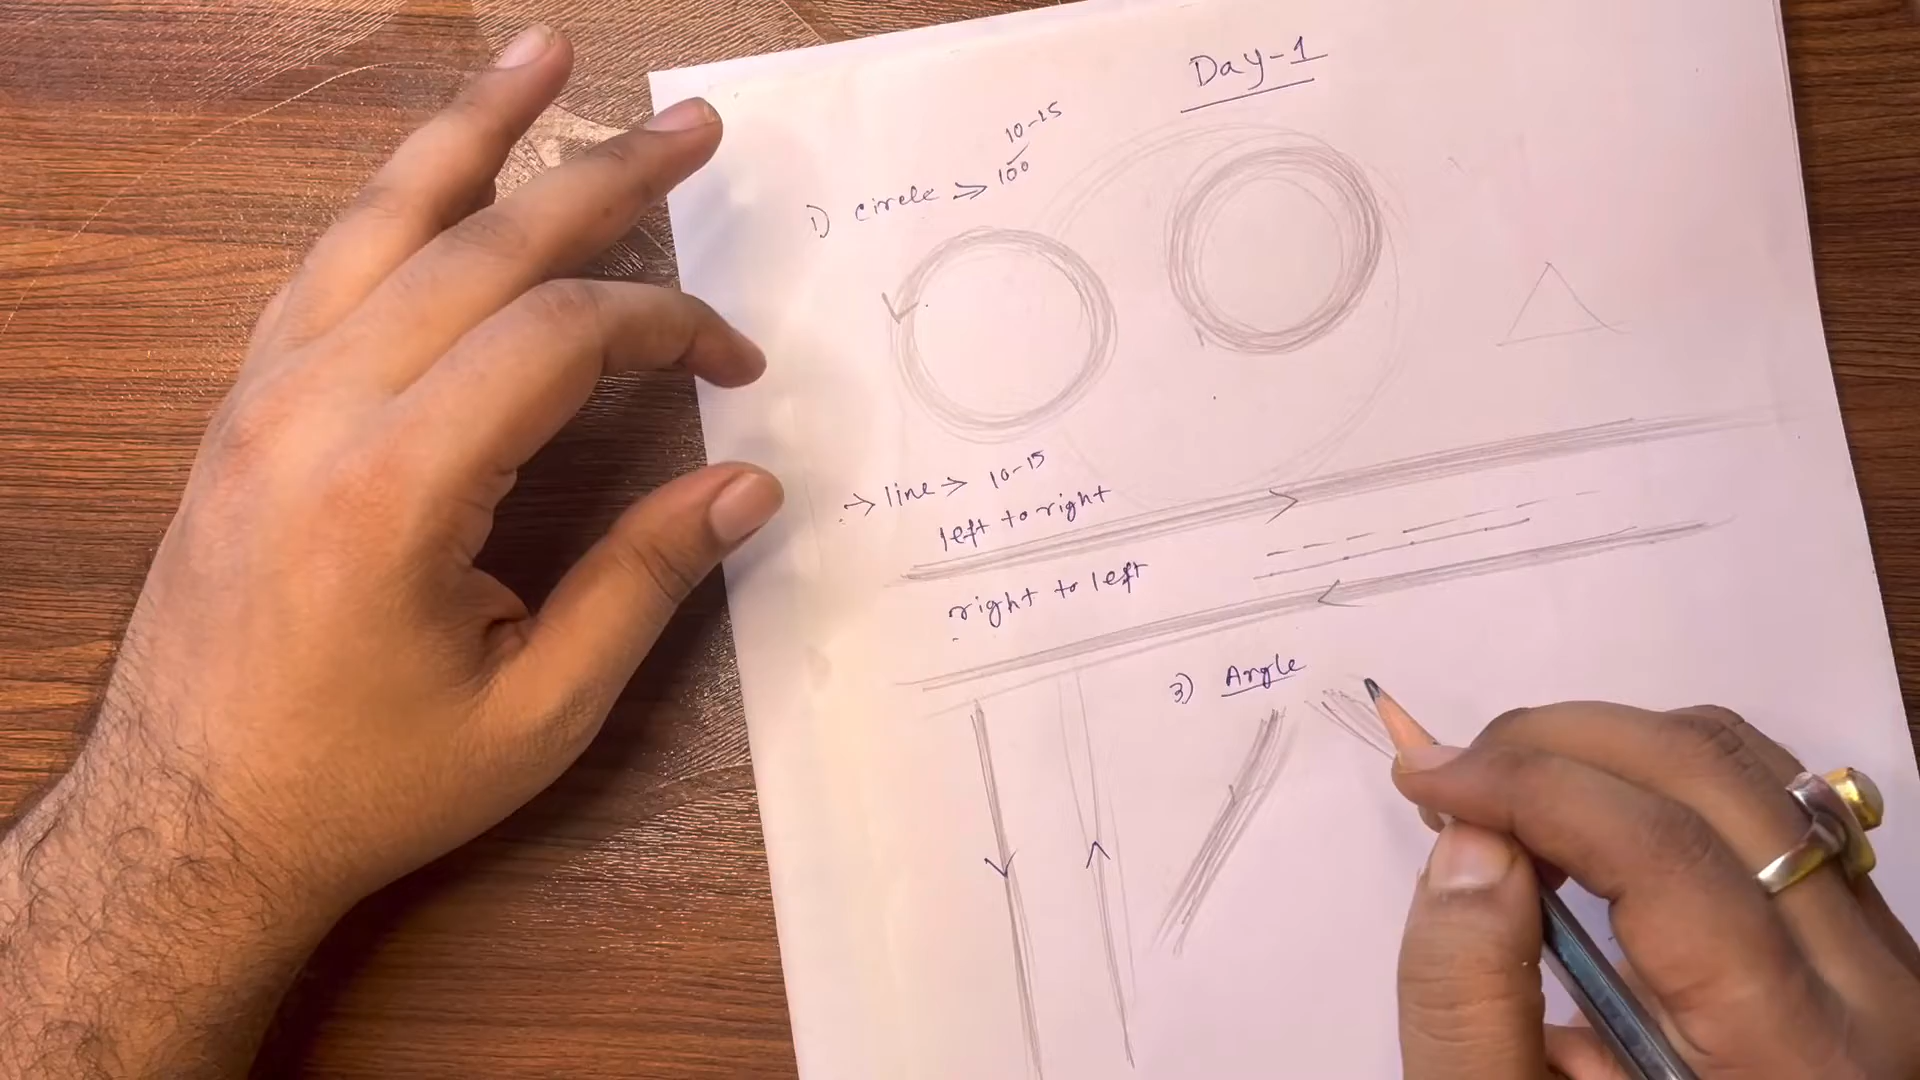 Day-1
10-15
1) circle → 100
→ line → 10-15
left to right
right to left
3) Angle